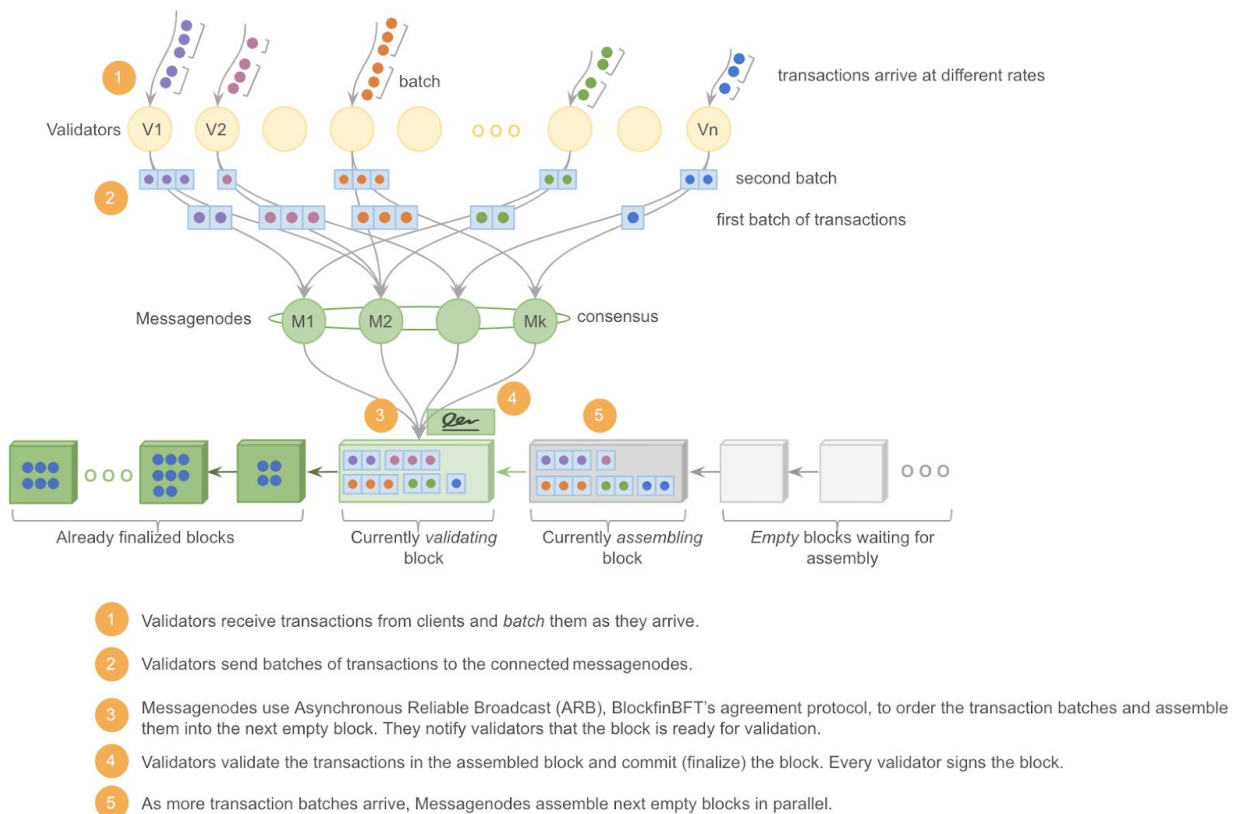 1
batch
transactions arrive at different rates
Validators
V1
V2
Vn
2
second batch
first batch of transactions
Messagenodes
M1
M2
Mk
consensus
3
4
5
Already finalized blocks
Currently validating
block
Currently assembling
block
Empty blocks waiting for
assembly
1 Validators receive transactions from clients and batch them as they arrive.
2 Validators send batches of transactions to the connected messagenodes.
3 Messagenodes use Asynchronous Reliable Broadcast (ARB), BlockfinBFT's agreement protocol, to order the transaction batches and assemble
them into the next empty block. They notify validators that the block is ready for validation.
4 Validators validate the transactions in the assembled block and commit (finalize) the block. Every validator signs the block.
5 As more transaction batches arrive, Messagenodes assemble next empty blocks in parallel.